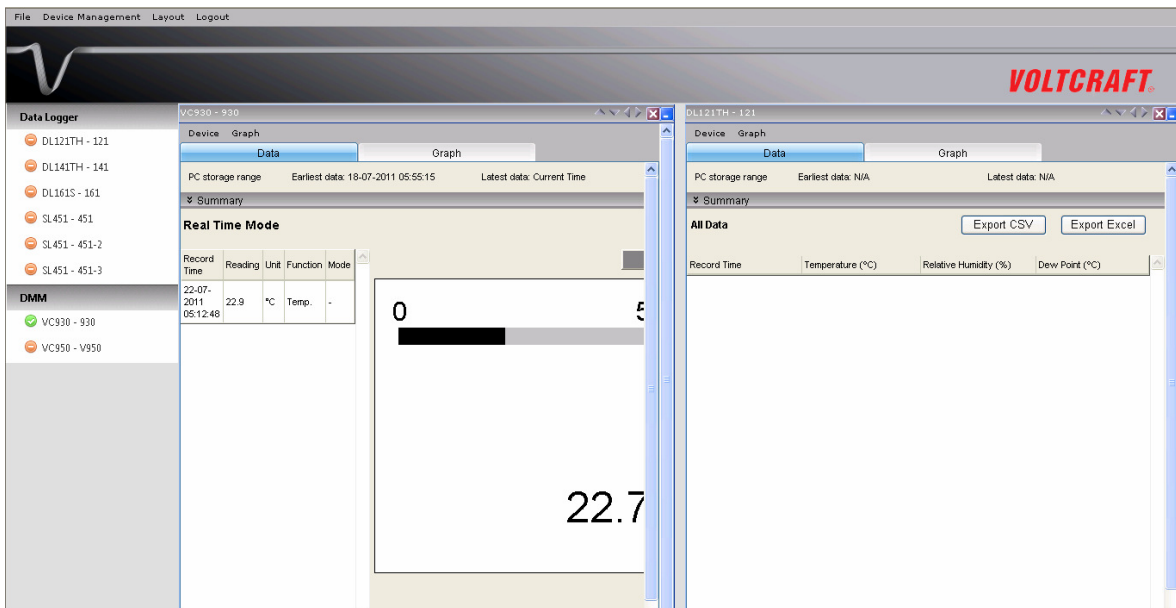 File Device Management Layout Logout
VOLTCRAFT®
Data Logger
DL121TH - 121
DL141TH - 141
DL161S - 161
SL451 - 451
SL451 - 451-2
SL451 - 451-3
DMM
VC930 - 930
VC950 - V950
VC930 - 930
Device Graph
Data Graph
PC storage range Earliest data: 18-07-2011 05:55:15 Latest data: Current Time
Summary
Real Time Mode
Record Time Reading Unit Function Mode
22-07-2011 05:12:48 22.9 °C Temp. -
0 5
22.7
DL121TH - 121
Device Graph
Data Graph
PC storage range Earliest data: N/A Latest data: N/A
Summary
All Data Export CSV Export Excel
Record Time Temperature (°C) Relative Humidity (%) Dew Point (°C)